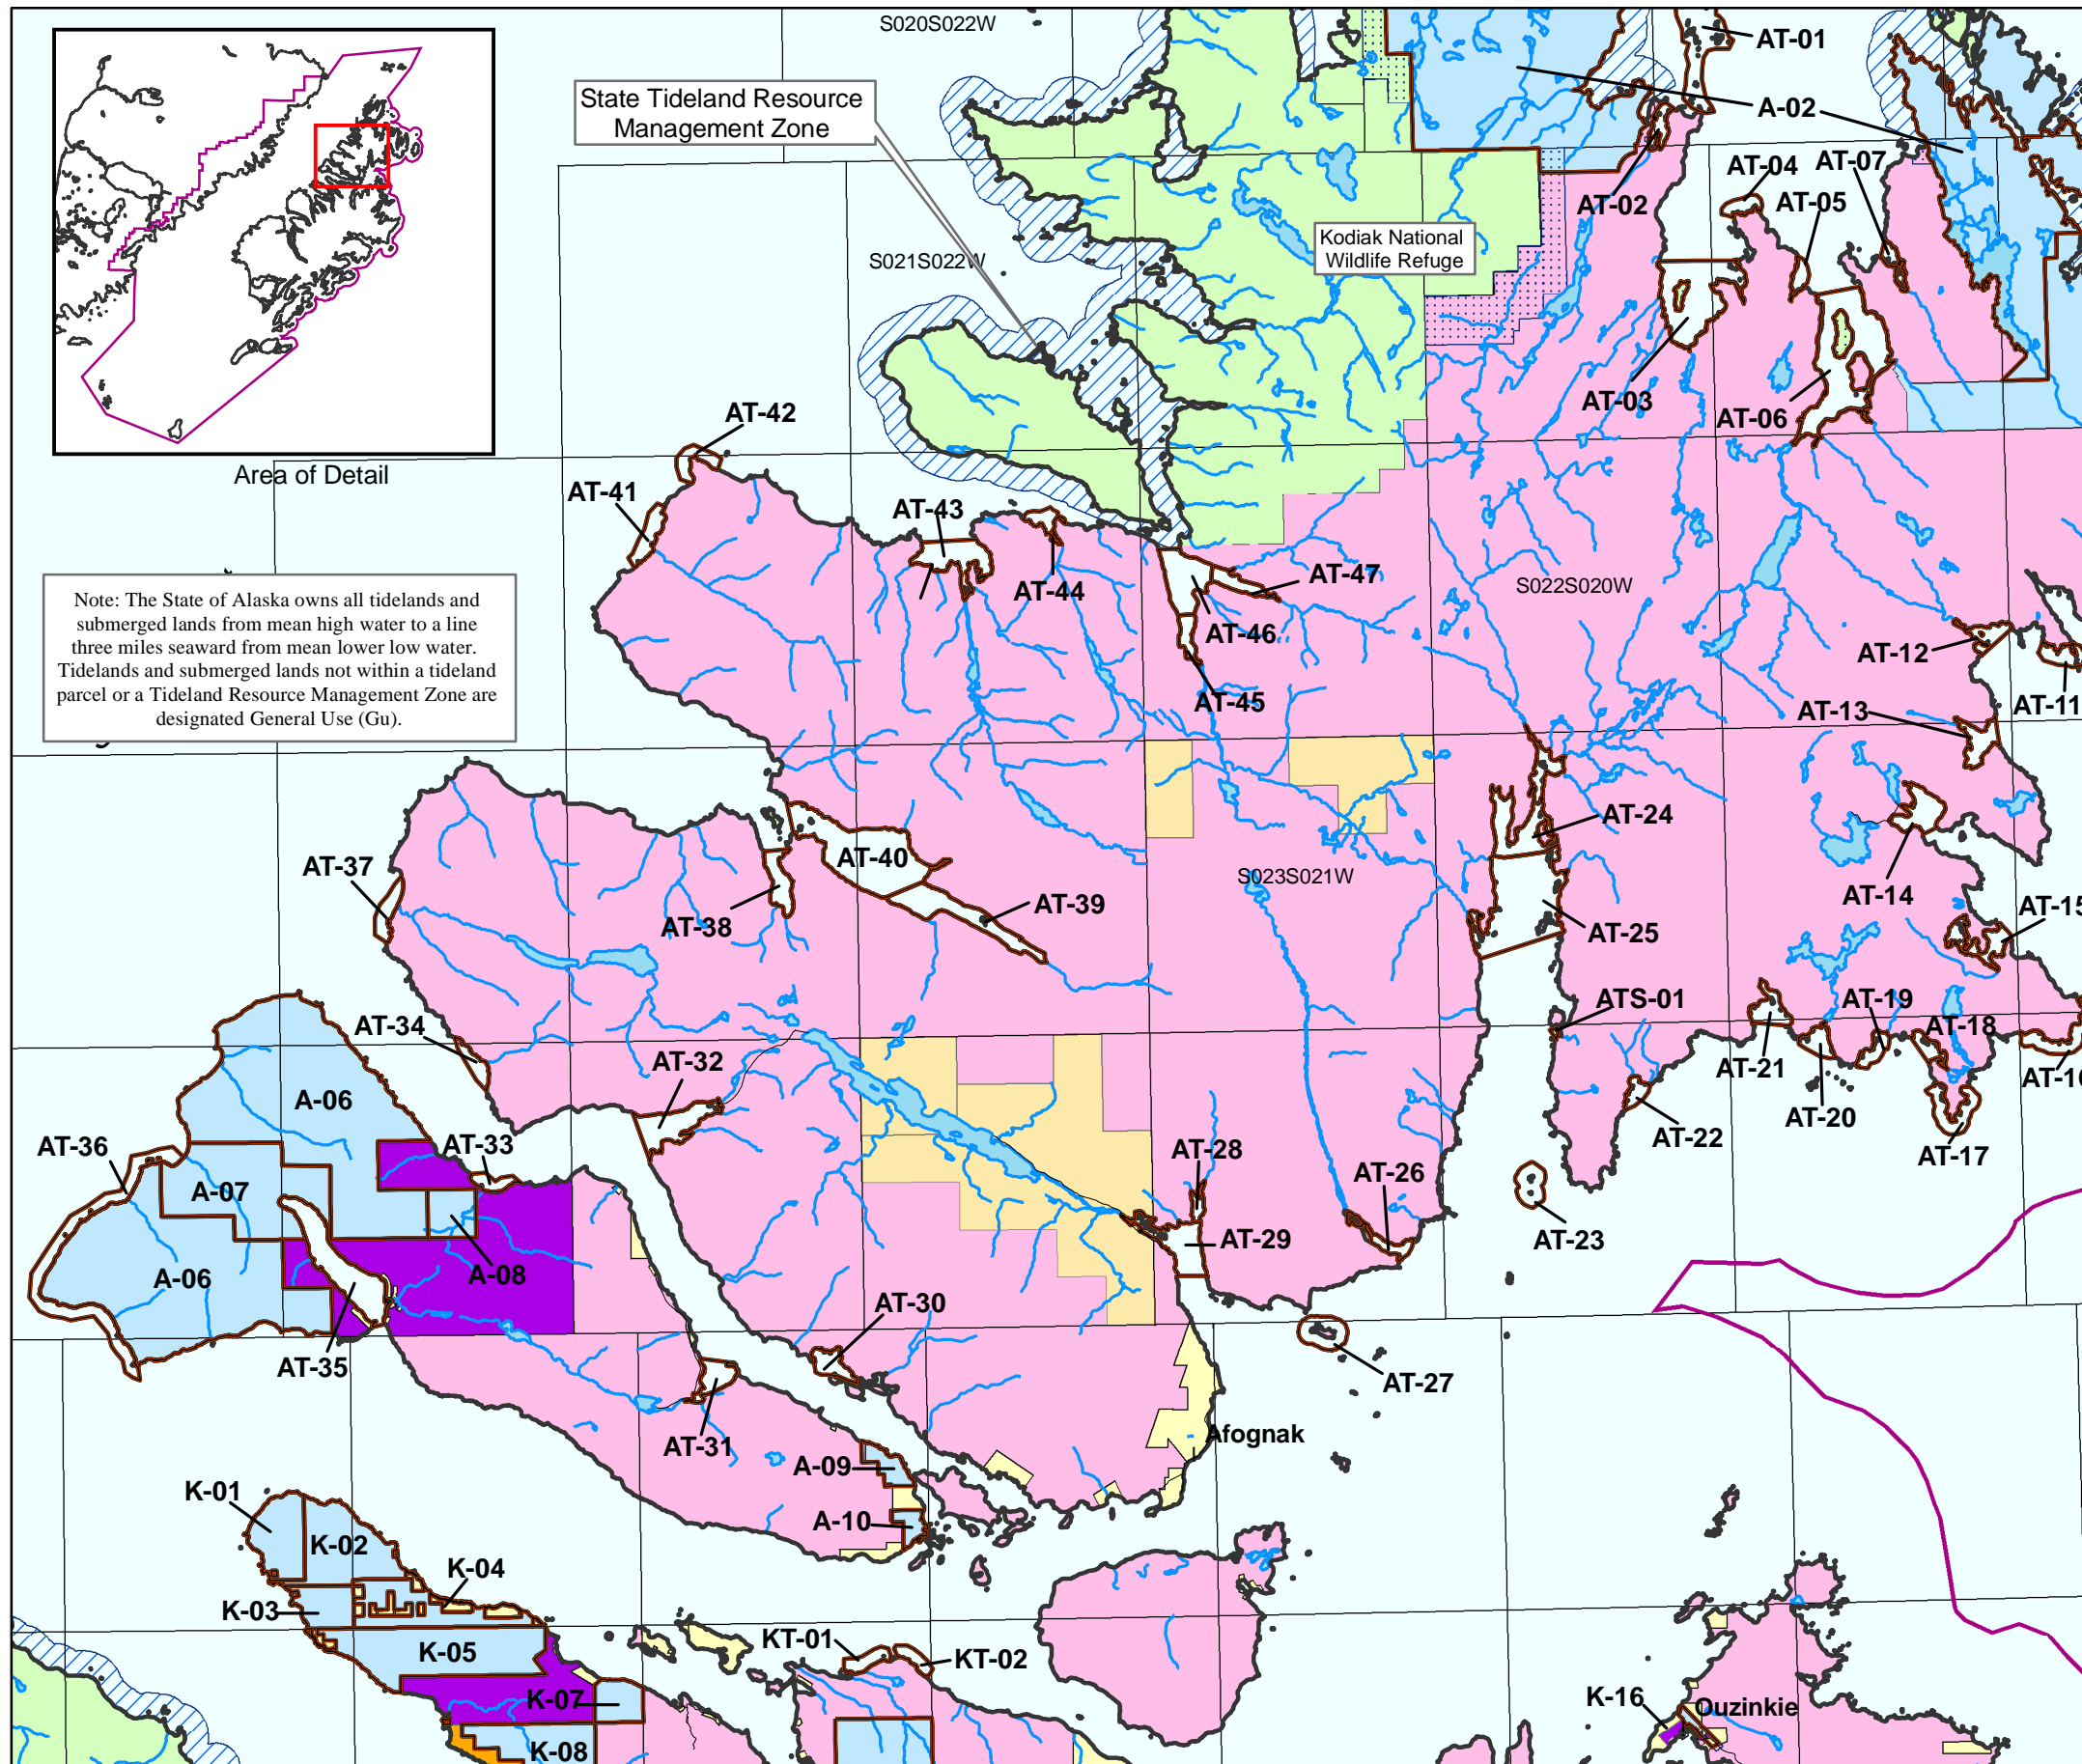 S020S022W
AT-01
State Tideland Resource
Management Zone
A-02
AT-04
AT-07
AT-02
AT-05
Kodiak National
Wildlife Refuge
S021S022W
AT-03
AT-06
AT-42
Area of Detail
AT-41
AT-43
AT-44
AT-47
S022S020W
Note: The State of Alaska owns all tidelands and
submerged lands from mean high water to a line
three miles seaward from mean lower low water.
Tidelands and submerged lands not within a tideland
parcel or a Tideland Resource Management Zone are
designated General Use (Gu).
AT-46
AT-12
AT-45
AT-11
AT-13
AT-24
AT-40
AT-37
S023S021W
AT-14
AT-39
AT-38
AT-15
AT-25
ATS-01
AT-19
AT-34
AT-18
AT-32
AT-21
AT-16
A-06
AT-20
AT-33
AT-36
AT-28
AT-22
AT-17
AT-26
A-07
AT-29
AT-23
A-06
A-08
AT-30
AT-35
AT-27
AT-31
Afognak
A-09
K-01
A-10
K-02
K-04
K-03
KT-01
K-05
KT-02
K-07
K-16
Ouzinkie
K-08